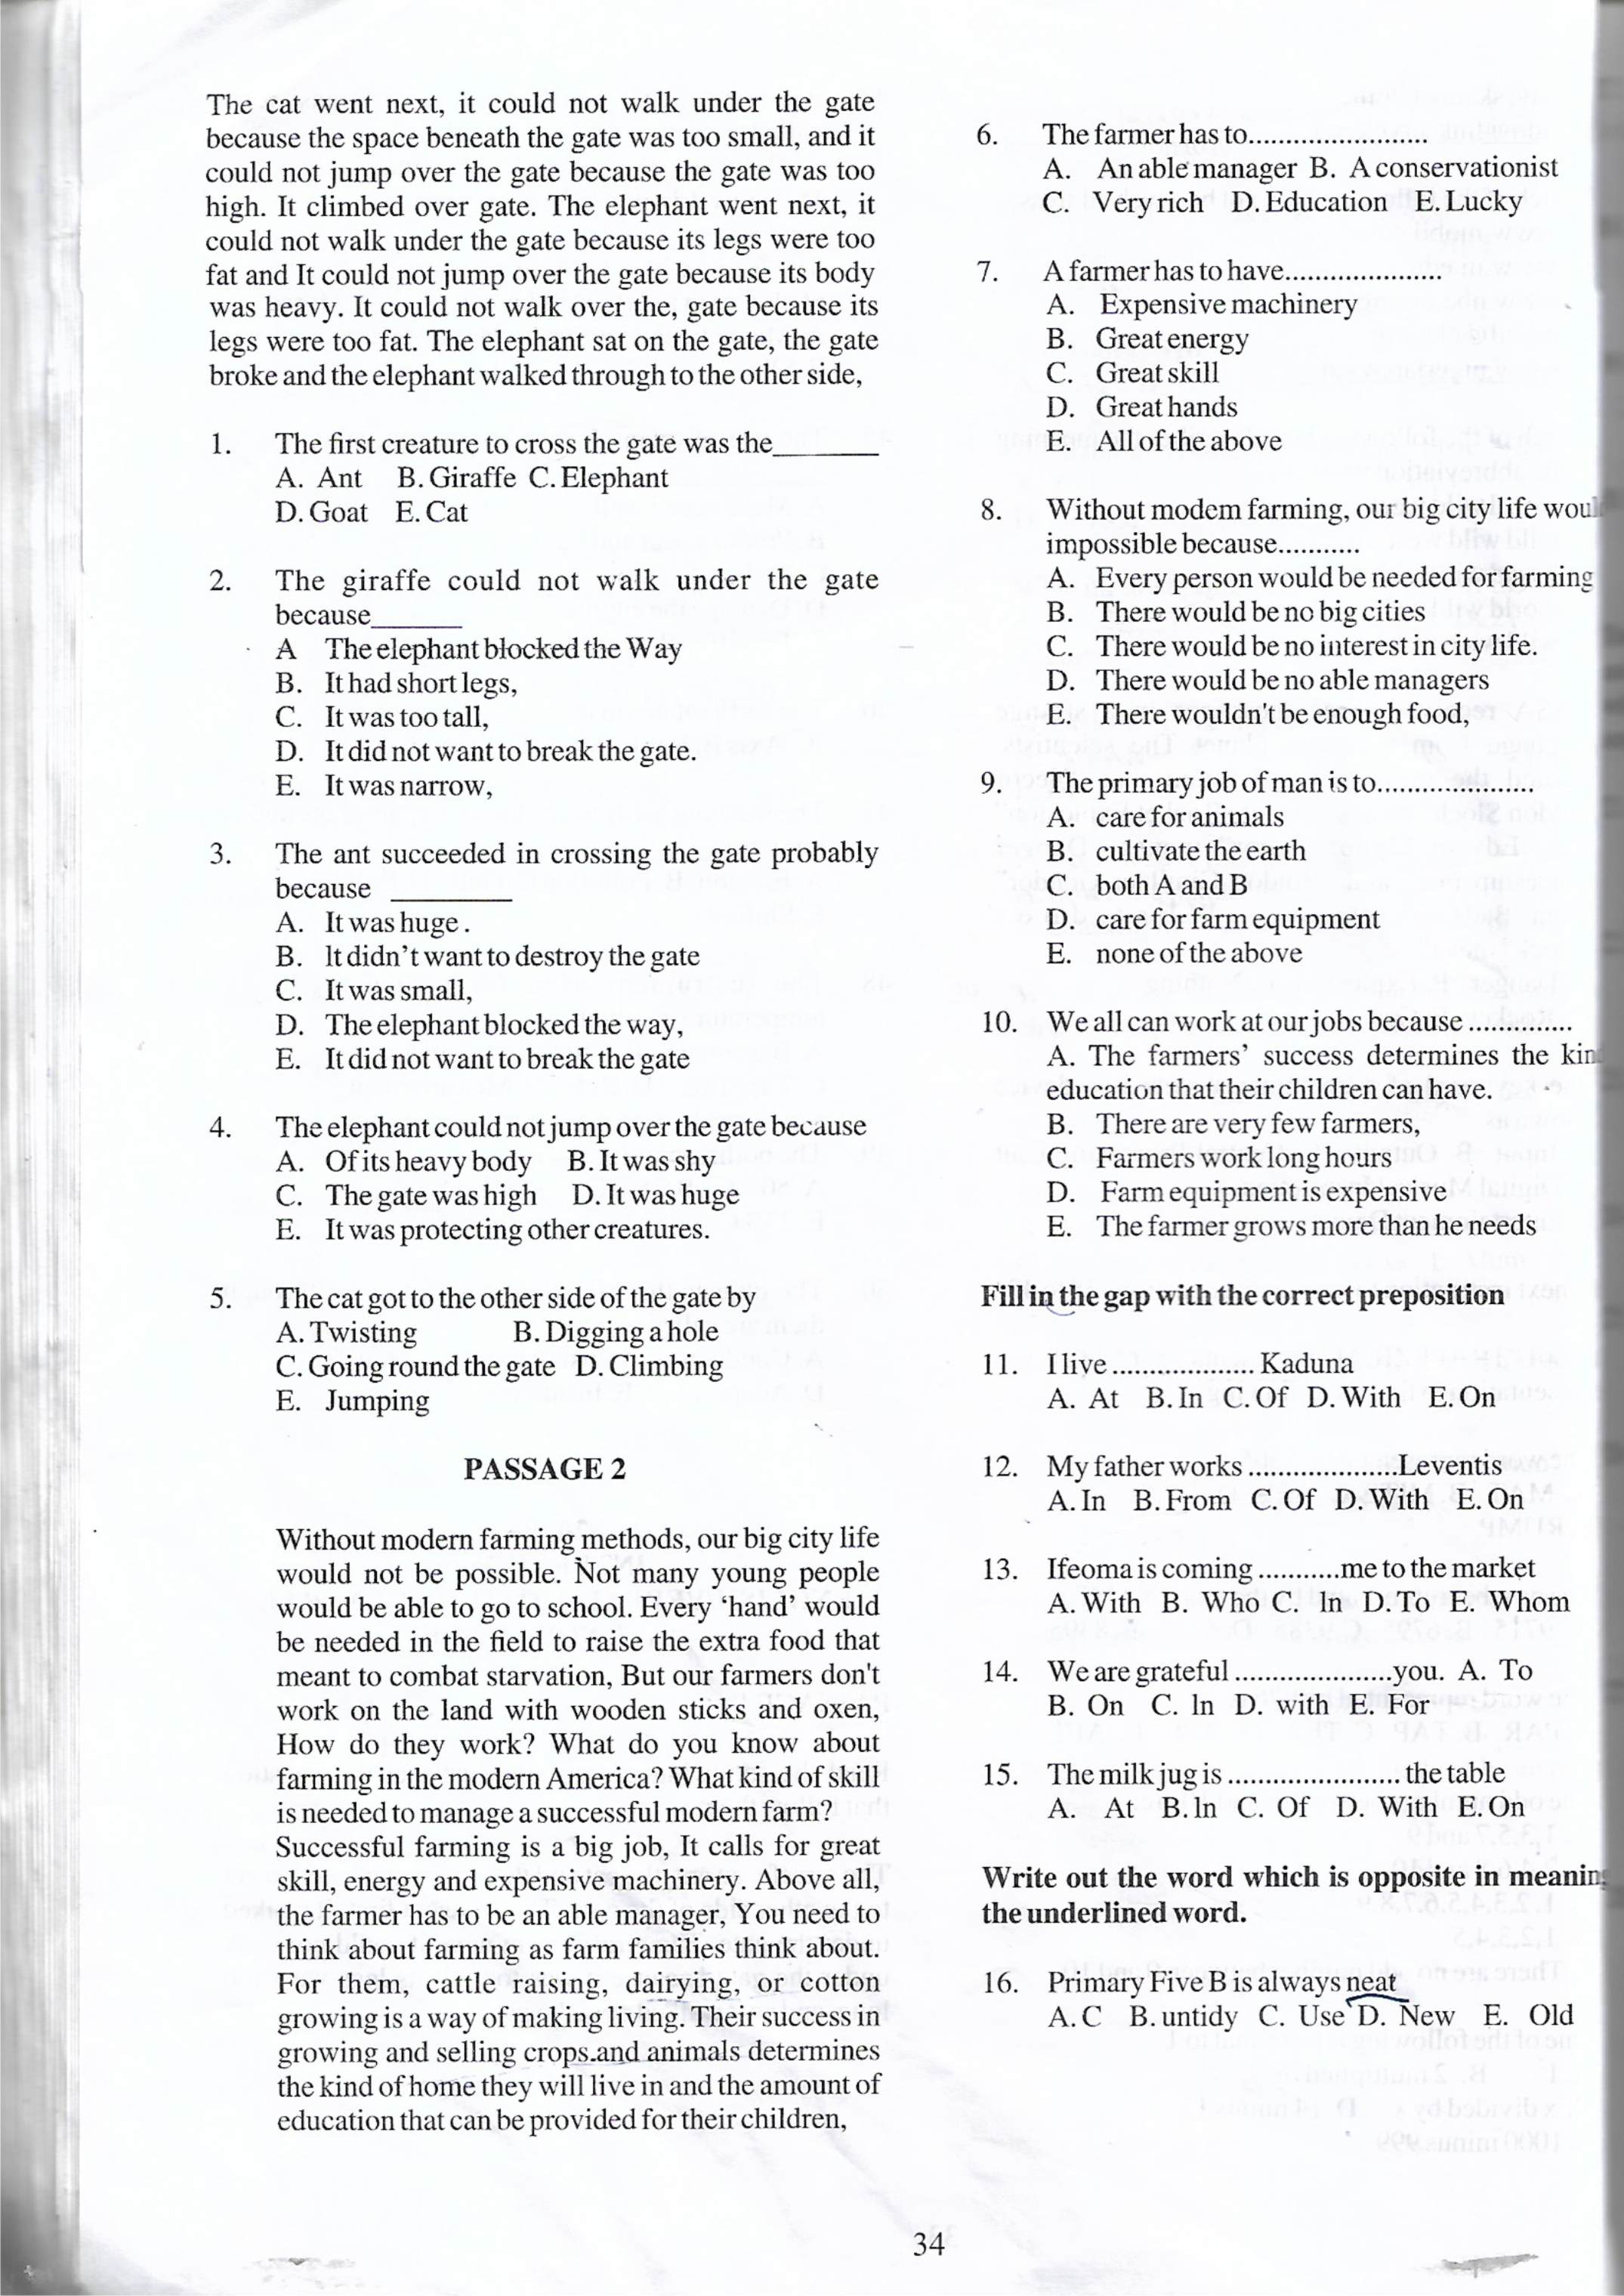 The cat went next, it could not walk under the gate
because the space beneath the gate was too small, and it
could not jump over the gate because the gate was too
high. It climbed over gate. The elephant went next, it
could not walk under the gate because its legs were too
fat and It could not jump over the gate because its body
was heavy. It could not walk over the, gate because its
legs were too fat. The elephant sat on the gate, the gate
broke and the elephant walked through to the other side,
1. The first creature to cross the gate was the_______
A. Ant B. Giraffe C. Elephant
D. Goat E. Cat
2. The giraffe could not walk under the gate
because______
A The elephant blocked the Way
B. It had short legs,
C. It was too tall,
D. It did not want to break the gate.
E. It was narrow,
3. The ant succeeded in crossing the gate probably
because ________
A. It was huge.
B. It didn't want to destroy the gate
C. It was small,
D. The elephant blocked the way,
E. It did not want to break the gate
4. The elephant could not jump over the gate because
A. Of its heavy body B. It was shy
C. The gate was high D. It was huge
E. It was protecting other creatures.
5. The cat got to the other side of the gate by
A. Twisting B. Digging a hole
C. Going round the gate D. Climbing
E. Jumping
PASSAGE 2
Without modern farming methods, our big city life
would not be possible. Not many young people
would be able to go to school. Every ‘hand’ would
be needed in the field to raise the extra food that
meant to combat starvation, But our farmers don't
work on the land with wooden sticks and oxen,
How do they work? What do you know about
farming in the modern America? What kind of skill
is needed to manage a successful modern farm?
Successful farming is a big job, It calls for great
skill, energy and expensive machinery. Above all,
the farmer has to be an able manager, You need to
think about farming as farm families think about.
For them, cattle raising, dairying, or cotton
growing is a way of making living. Their success in
growing and selling crops.and animals determines
the kind of home they will live in and the amount of
education that can be provided for their children,
6. The farmer has to.......................
A. An able manager B. A conservationist
C. Very rich D. Education E. Lucky
7. A farmer has to have.....................
A. Expensive machinery
B. Great energy
C. Great skill
D. Great hands
E. All of the above
8. Without modem farming, our big city life
impossible because...........
A. Every person would be needed for farming
B. There would be no big cities
C. There would be no interest in city life.
D. There would be no able managers
E. There wouldn't be enough food,
9. The primary job of man is to.....................
A. care for animals
B. cultivate the earth
C. both A and B
D. care for farm equipment
E. none of the above
10. We all can work at our jobs because ..............
A. The farmers’ success determines the
education that their children can have.
B. There are very few farmers,
C. Farmers work long hours
D. Farm equipment is expensive
E. The farmer grows more than he needs
Fill in the gap with the correct preposition
11. I live ................... Kaduna
A. At B. In C. Of D. With E. On
12. My father works ....................Leventis
A. In B. From C. Of D. With E. On
13. Ifeoma is coming ...........me to the market
A. With B. Who C. In D. To E. Whom
14. We are grateful .....................you. A. To
B. On C. In D. with E. For
15. The milk jug is ....................... the table
A. At B. In C. Of D. With E. On
Write out the word which is opposite in
the underlined word.
16. Primary Five B is always neat
A. C B. untidy C. Use D. New E. Old
34